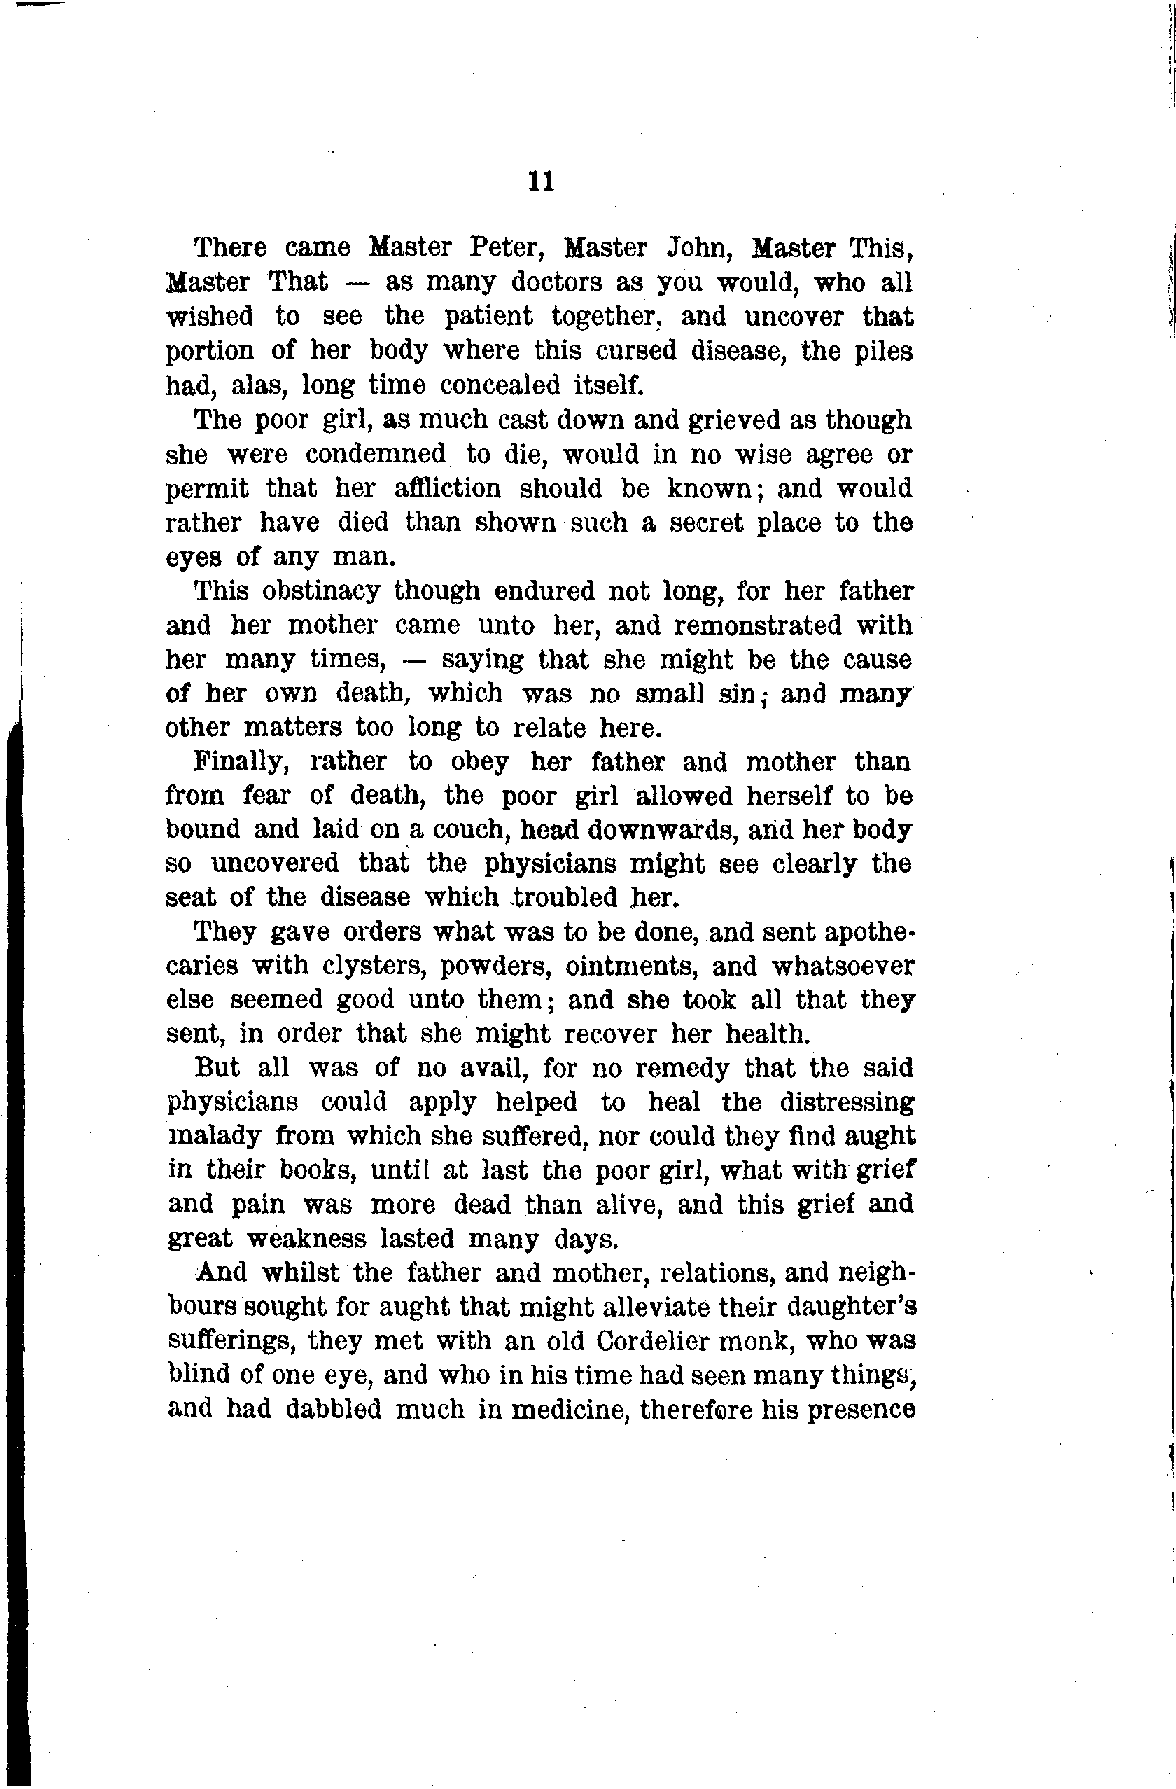 11
There came Master Peter, Master John, Master This,
Master That — as many doctors as you would, who all
wished to see the patient together, and uncover that
portion of her body where this cursed disease, the piles
had, alas, long time concealed itself.
The poor girl, as much cast down and grieved as though
she were condemned to die, would in no wise agree or
permit that her affliction should be known; and would
rather have died than shown such a secret place to the
eyes of any man.
This obstinacy though endured not long, for her father
and her mother came unto her, and remonstrated with
her many times, — saying that she might be the cause
of her own death, which was no small sin; and many
other matters too long to relate here.
Finally, rather to obey her father and mother than
from fear of death, the poor girl allowed herself to be
bound and laid on a couch, head downwards, and her body
so uncovered that the physicians might see clearly the
seat of the disease which troubled her.
They gave orders what was to be done, and sent apothe-
caries with clysters, powders, ointments, and whatsoever
else seemed good unto them; and she took all that they
sent, in order that she might recover her health.
But all was of no avail, for no remedy that the said
physicians could apply helped to heal the distressing
malady from which she suffered, nor could they find aught
in their books, until at last the poor girl, what with grief
and pain was more dead than alive, and this grief and
great weakness lasted many days.
And whilst the father and mother, relations, and neigh-
bours sought for aught that might alleviate their daughter's
sufferings, they met with an old Cordelier monk, who was
blind of one eye, and who in his time had seen many things,
and had dabbled much in medicine, therefore his presence